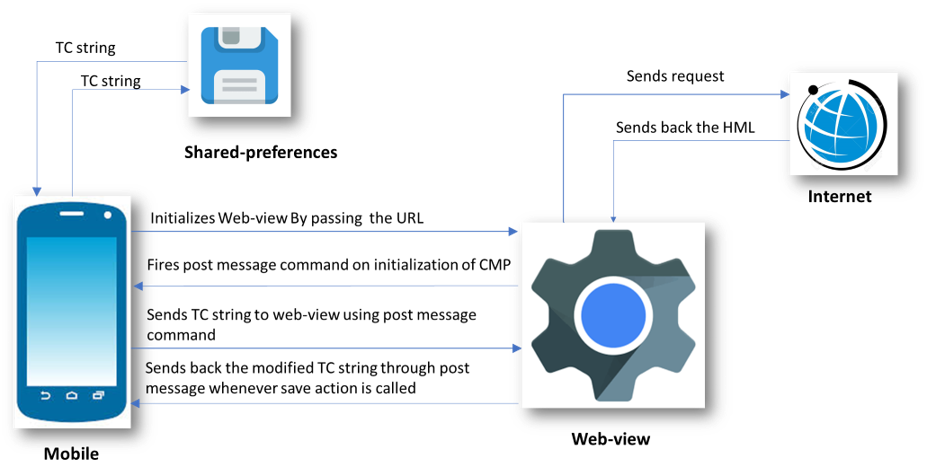 TC string
TC string
Shared-preferences
Sends request
Sends back the HML
Internet
Initializes Web-view By passing the URL
Fires post message command on initialization of CMP
Sends TC string to web-view using post message
command
Sends back the modified TC string through post
message whenever save action is called
Web-view
Mobile